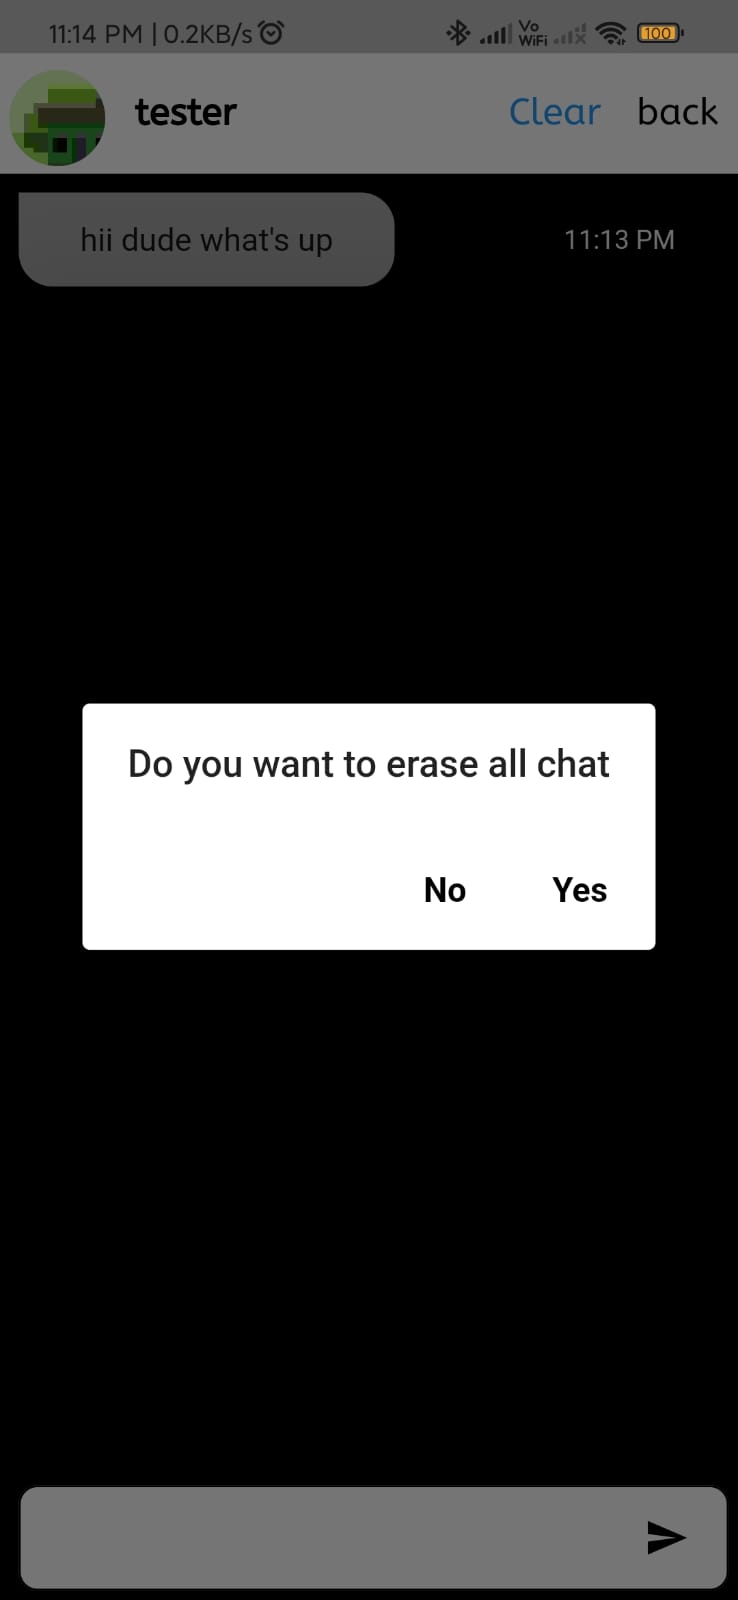 11:14 PM | 0.2KB/s Vo WiFi 100
tester Clear back
hii dude what's up 11:13 PM
Do you want to erase all chat
No Yes